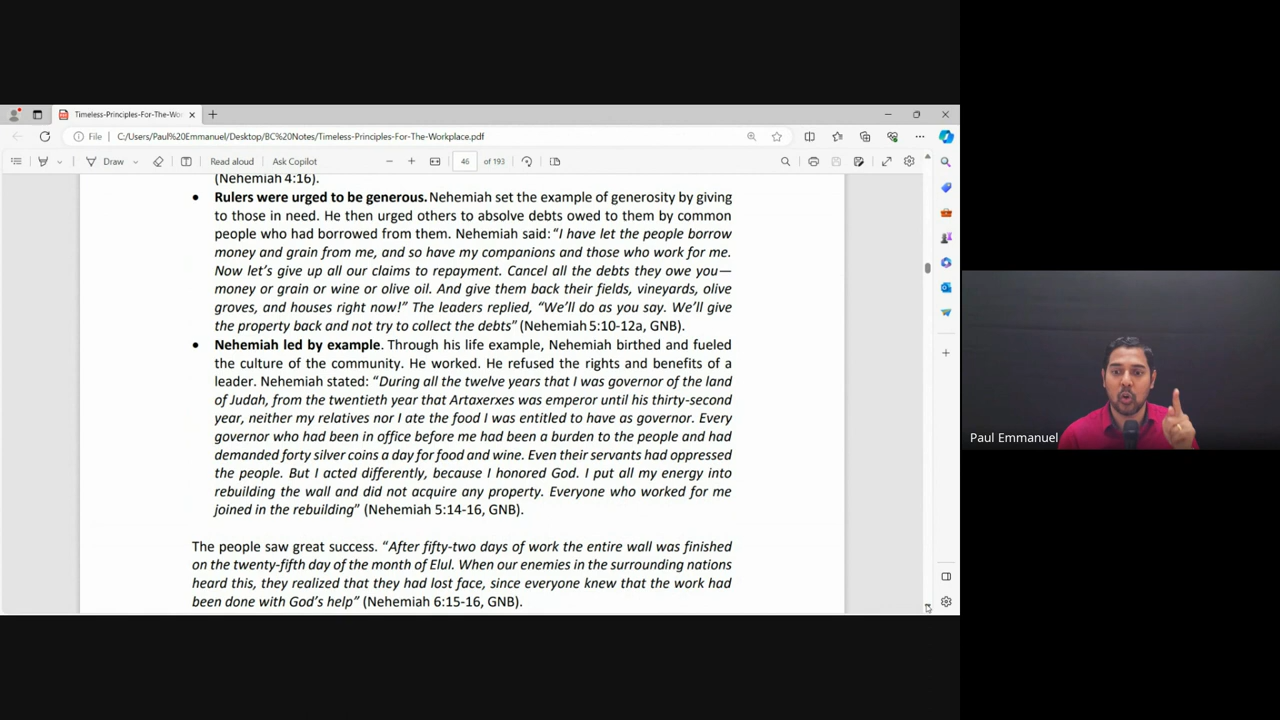 Timeless-Principles-For-The-Wo
File
C:/Users/Paul%20Emmanuel/Desktop/BC%20Notes/Timeless-Principles-For-The-Workplace.pdf
Draw
Read aloud
Ask Copilot
46
of 193
(Nehemiah 4:16).
• Rulers were urged to be generous. Nehemiah set the example of generosity by giving
to those in need. He then urged others to absolve debts owed to them by common
people who had borrowed from them. Nehemiah said: “I have let the people borrow
money and grain from me, and so have my companions and those who work for me.
Now let’s give up all our claims to repayment. Cancel all the debts they owe you—
money or grain or wine or olive oil. And give them back their fields, vineyards, olive
groves, and houses right now!” The leaders replied, “We’ll do as you say. We’ll give
the property back and not try to collect the debts” (Nehemiah 5:10-12a, GNB).
• Nehemiah led by example. Through his life example, Nehemiah birthed and fueled
the culture of the community. He worked. He refused the rights and benefits of a
leader. Nehemiah stated: “During all the twelve years that I was governor of the land
of Judah, from the twentieth year that Artaxerxes was emperor until his thirty-second
year, neither my relatives nor I ate the food I was entitled to have as governor. Every
governor who had been in office before me had been a burden to the people and had
demanded forty silver coins a day for food and wine. Even their servants had oppressed
the people. But I acted differently, because I honored God. I put all my energy into
rebuilding the wall and did not acquire any property. Everyone who worked for me
joined in the rebuilding” (Nehemiah 5:14-16, GNB).
The people saw great success. “After fifty-two days of work the entire wall was finished
on the twenty-fifth day of the month of Elul. When our enemies in the surrounding nations
heard this, they realized that they had lost face, since everyone knew that the work had
been done with God’s help” (Nehemiah 6:15-16, GNB).
Paul Emmanuel